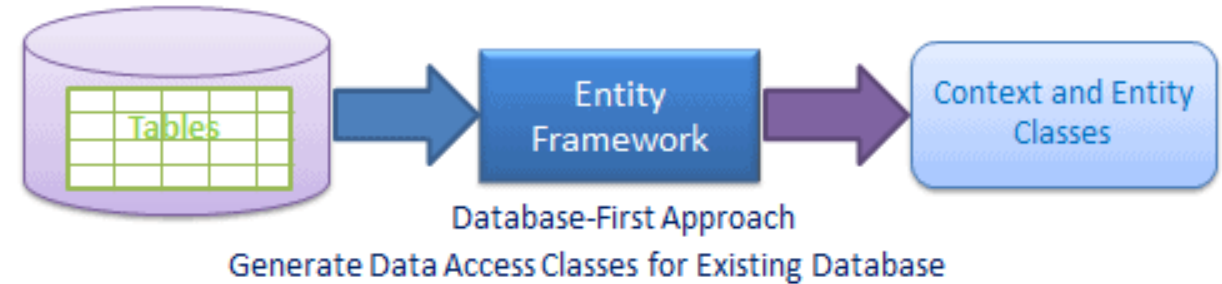 Tables
Entity
Framework
Context and Entity
Classes
Database-First Approach
Generate Data Access Classes for Existing Database